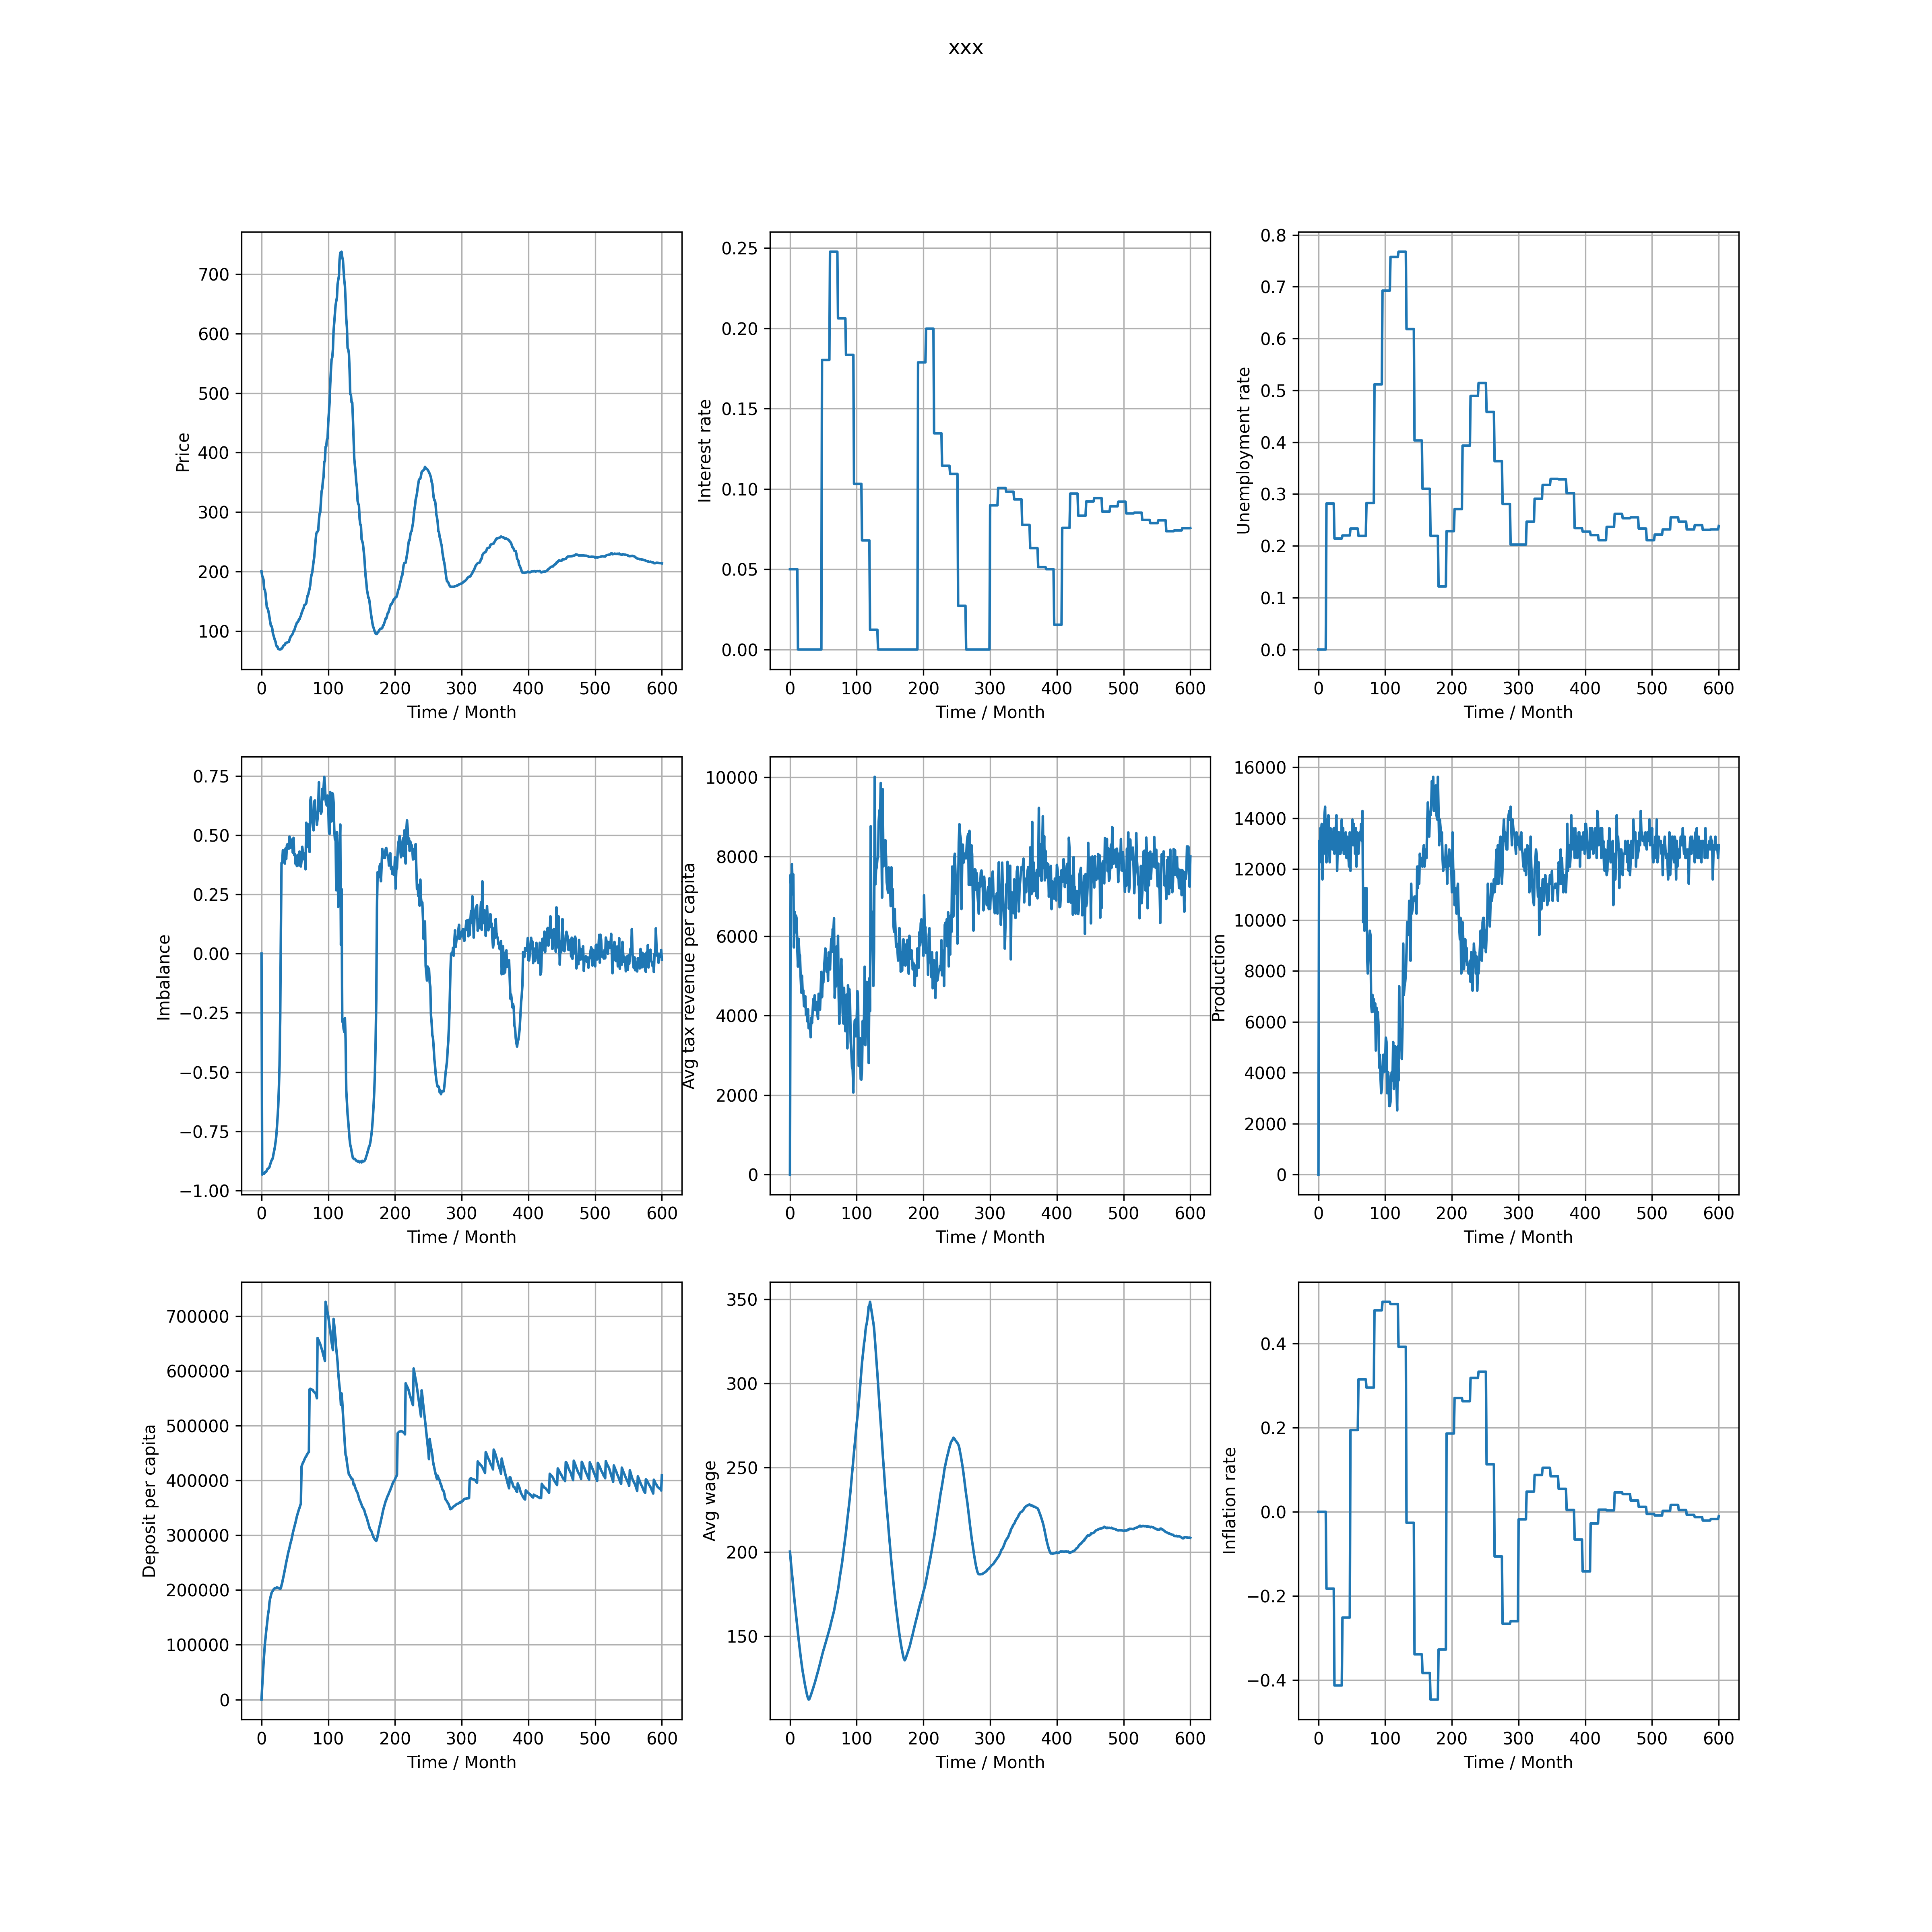 xxx
Price
700
600
500
400
300
200
100
0 100 200 300 400 500 600
Time / Month
Interest rate
0.25
0.20
0.15
0.10
0.05
0.00
0 100 200 300 400 500 600
Time / Month
Unemployment rate
0.8
0.7
0.6
0.5
0.4
0.3
0.2
0.1
0.0
0 100 200 300 400 500 600
Time / Month
Imbalance
0.75
0.50
0.25
0.00
−0.25
−0.50
−0.75
−1.00
0 100 200 300 400 500 600
Time / Month
Avg tax revenue per capita
10000
8000
6000
4000
2000
0
0 100 200 300 400 500 600
Time / Month
Production
16000
14000
12000
10000
8000
6000
4000
2000
0
0 100 200 300 400 500 600
Time / Month
Deposit per capita
700000
600000
500000
400000
300000
200000
100000
0
0 100 200 300 400 500 600
Time / Month
Avg wage
350
300
250
200
150
0 100 200 300 400 500 600
Time / Month
Inflation rate
0.4
0.2
0.0
−0.2
−0.4
0 100 200 300 400 500 600
Time / Month